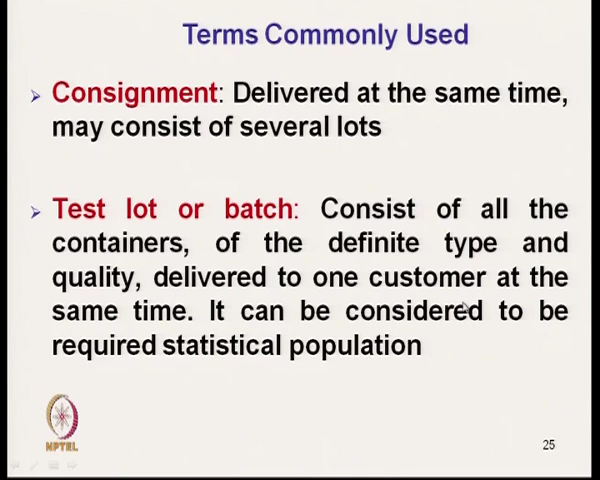 Terms Commonly Used
Consignment: Delivered at the same time,
may consist of several lots
Test lot or batch: Consist of all the
containers, of the definite type and
quality, delivered to one customer at the
same time. It can be considered to be
required statistical population
NPTEL
25